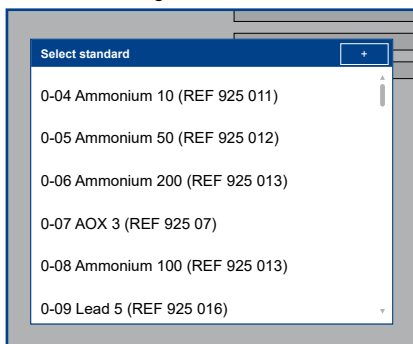 Select standard
+
0-04 Ammonium 10 (REF 925 011)
0-05 Ammonium 50 (REF 925 012)
0-06 Ammonium 200 (REF 925 013)
0-07 AOX 3 (REF 925 07)
0-08 Ammonium 100 (REF 925 013)
0-09 Lead 5 (REF 925 016)